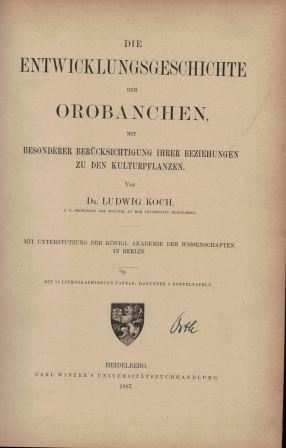 DIE
ENTWICKLUNGSGESCHICHTE
DER
OROBANCHEN,
MIT
BESONDERER BERÜCKSICHTIGUNG IHRER BEZIEHUNGEN
ZU DEN KULTURPFLANZEN.
VON
DR. LUDWIG KOCH,
A. O. PROFESSOR DER BOTANIK AN DER UNIVERSITÄT HEIDELBERG.
MIT UNTERSTÜTZUNG DER KÖNIGL. AKADEMIE DER WISSENSCHAFTEN
IN BERLIN.
MIT 12 LITHOGRAPHIRTEN TAFELN, DARUNTER 5 DOPPELTAFELN.
HEIDELBERG.
CARL WINTER'S UNIVERSITÄTSBUCHHANDLUNG.
1887.